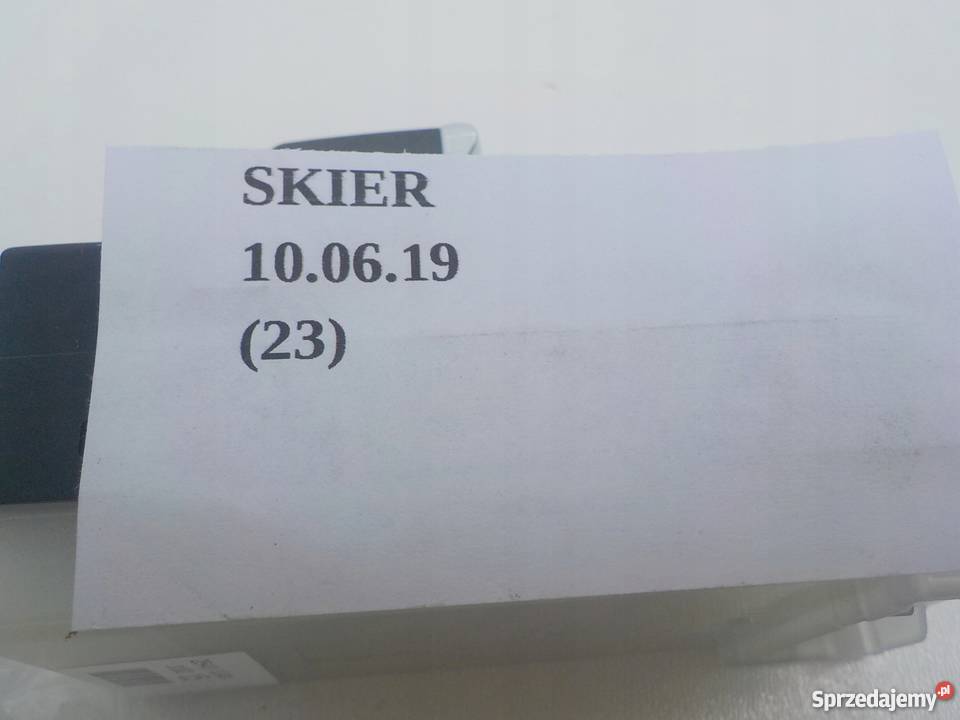 SKIER
10.06.19
(23)
Sprzedajemy.pl